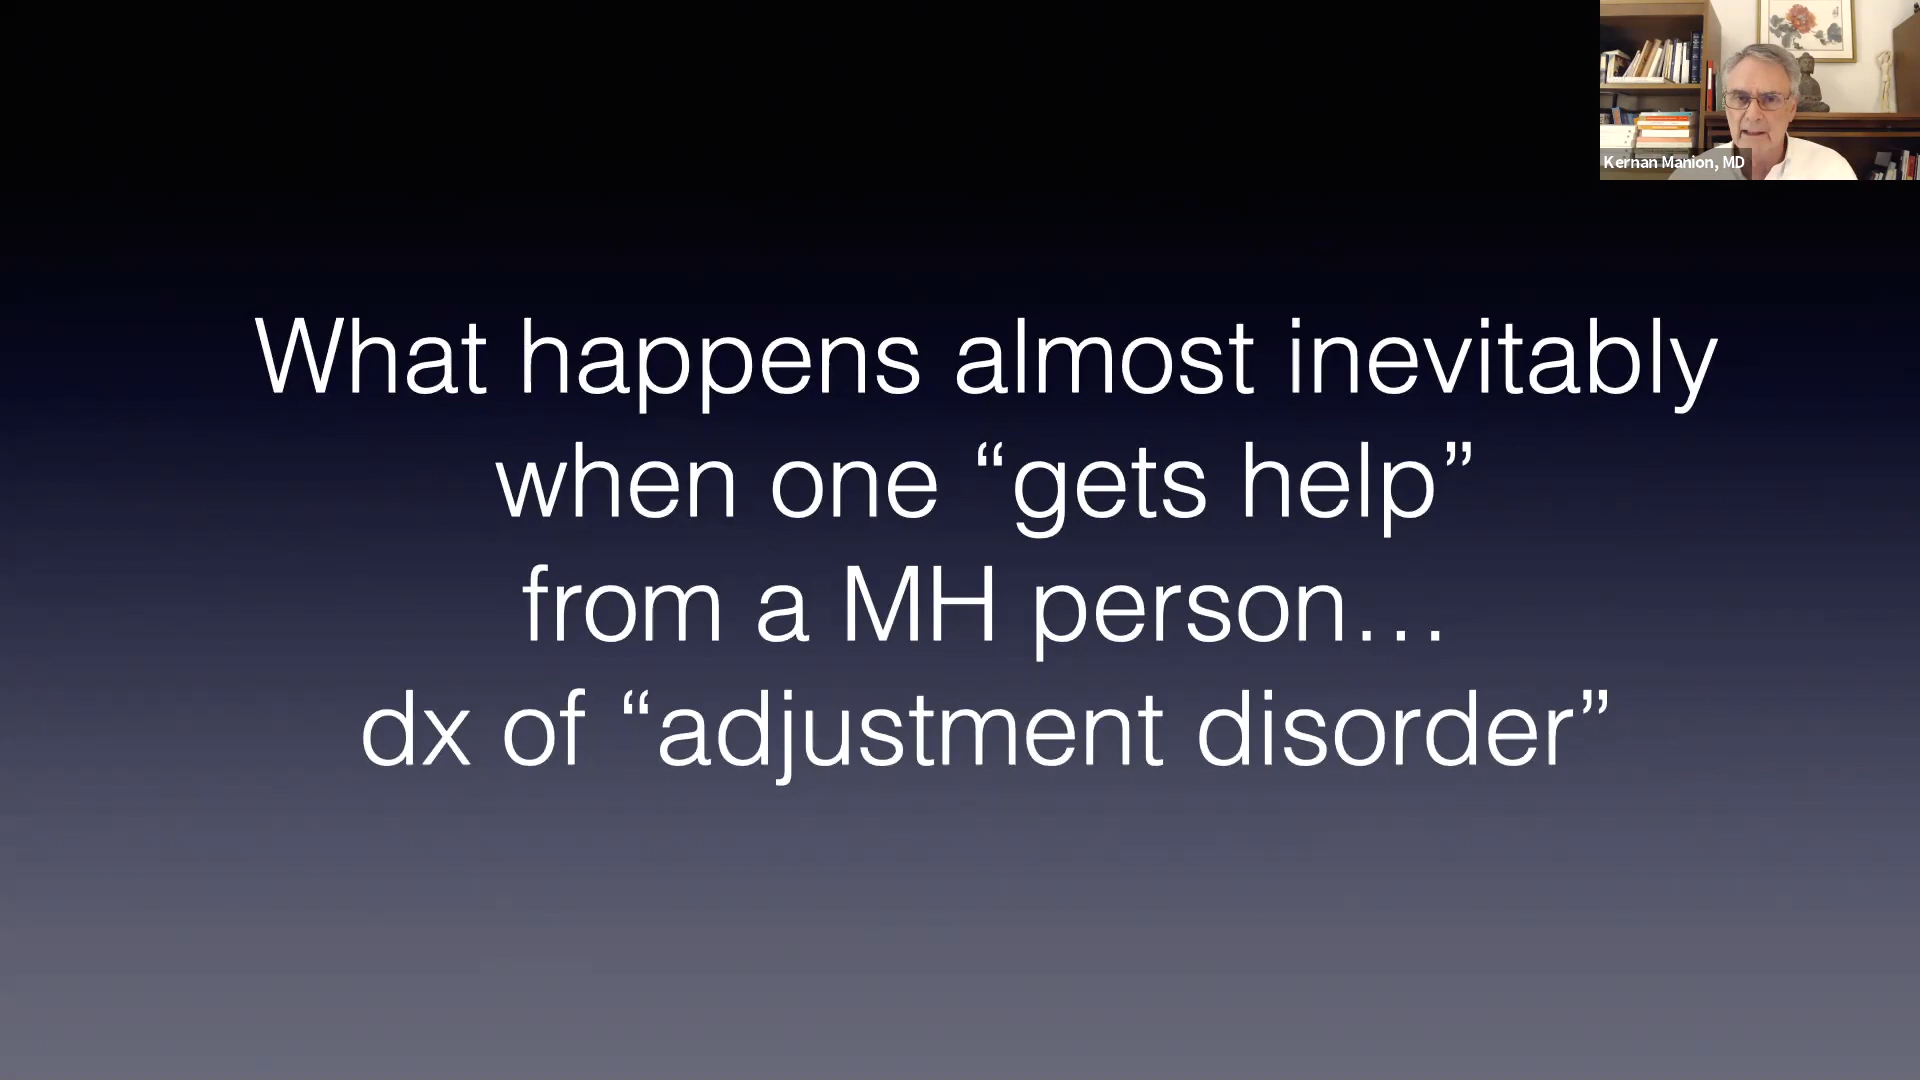 Kernan Manion, MD
What happens almost inevitably
when one “gets help”
from a MH person…
dx of “adjustment disorder”